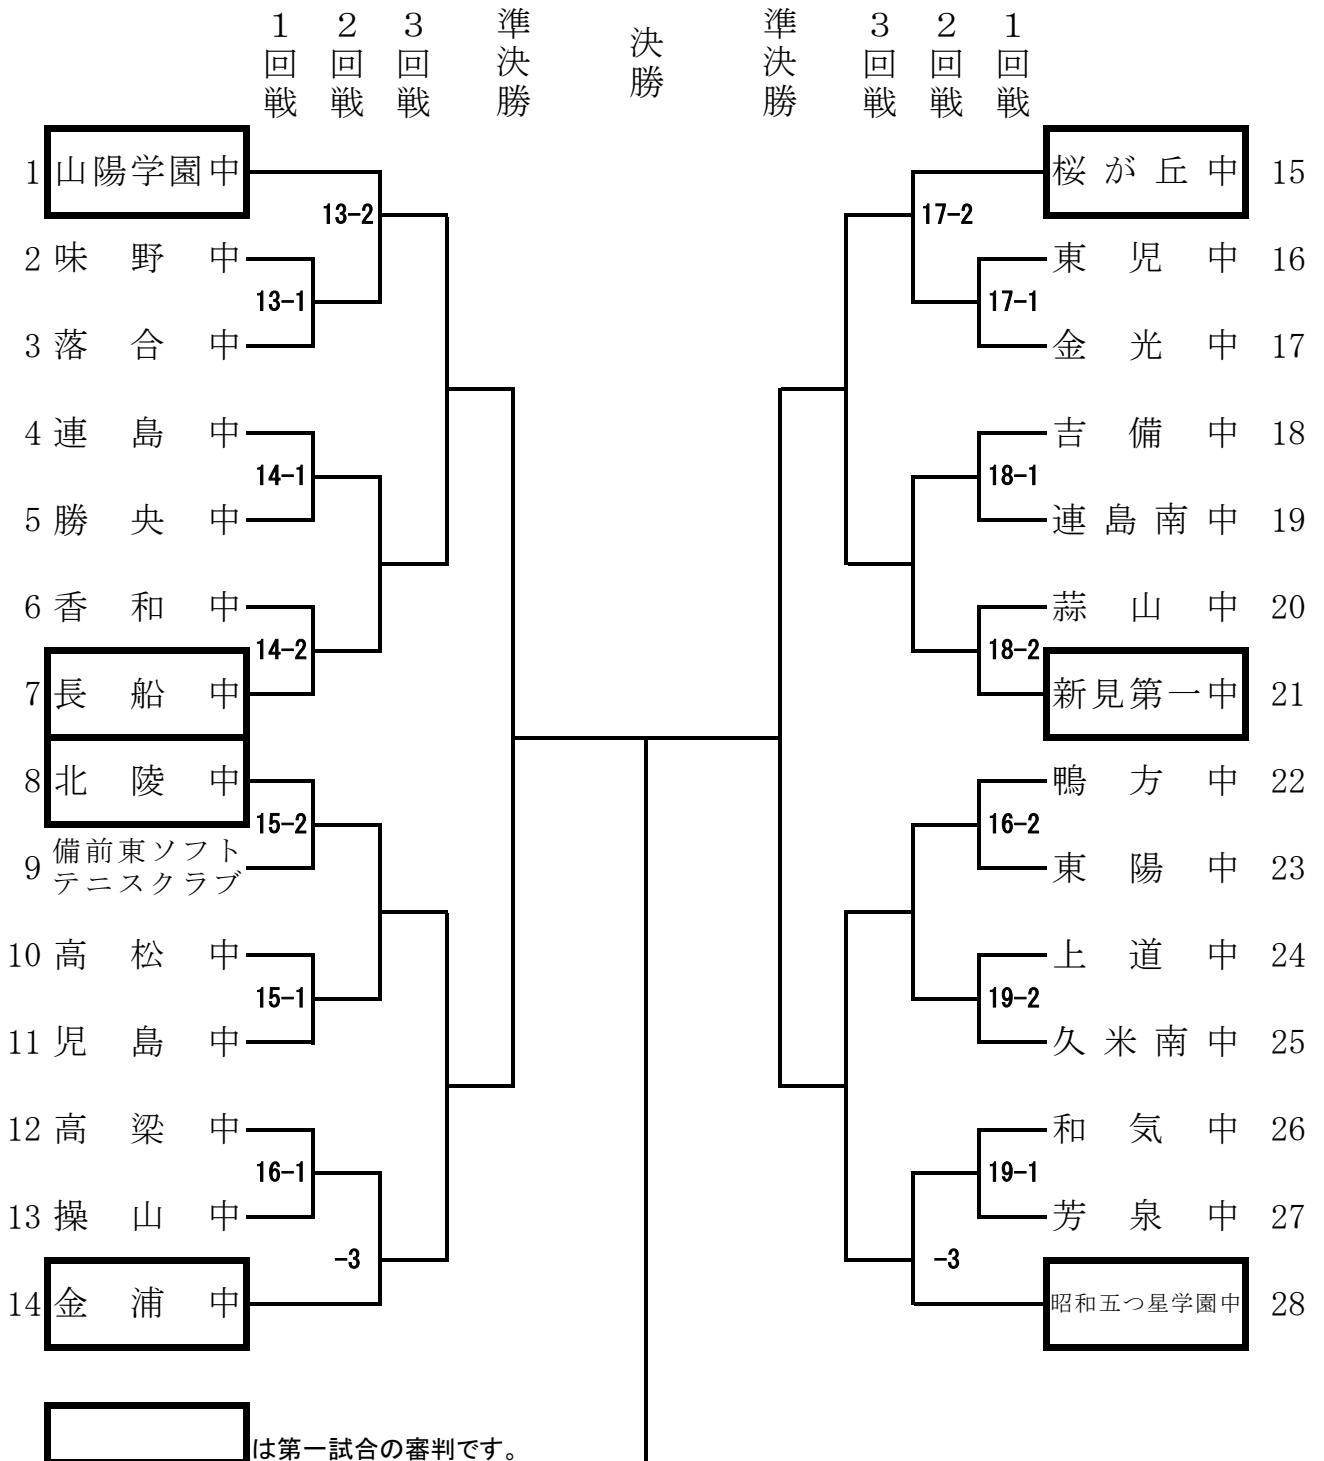 1回戦 2回戦 3回戦 準決勝 決勝 準決勝 3回戦 2回戦 1回戦
1 山陽学園中
13-2
2 味野中
13-1
3 落合中
4 連島中
14-1
5 勝央中
6 香和中
14-2
7 長船中
8 北陵中
15-2
9 備前東ソフト
テニスクラブ
10 高松中
15-1
11 児島中
12 高梁中
16-1
13 操山中
-3
14 金浦中
桜が丘中 15
17-2
東児中 16
17-1
金光中 17
吉備中 18
18-1
連島南中 19
蒜山中 20
18-2
新見第一中 21
鴨方中 22
16-2
東陽中 23
上道中 24
19-2
久米南中 25
和気中 26
19-1
芳泉中 27
-3
昭和五つ星学園中 28
は第一試合の審判です。